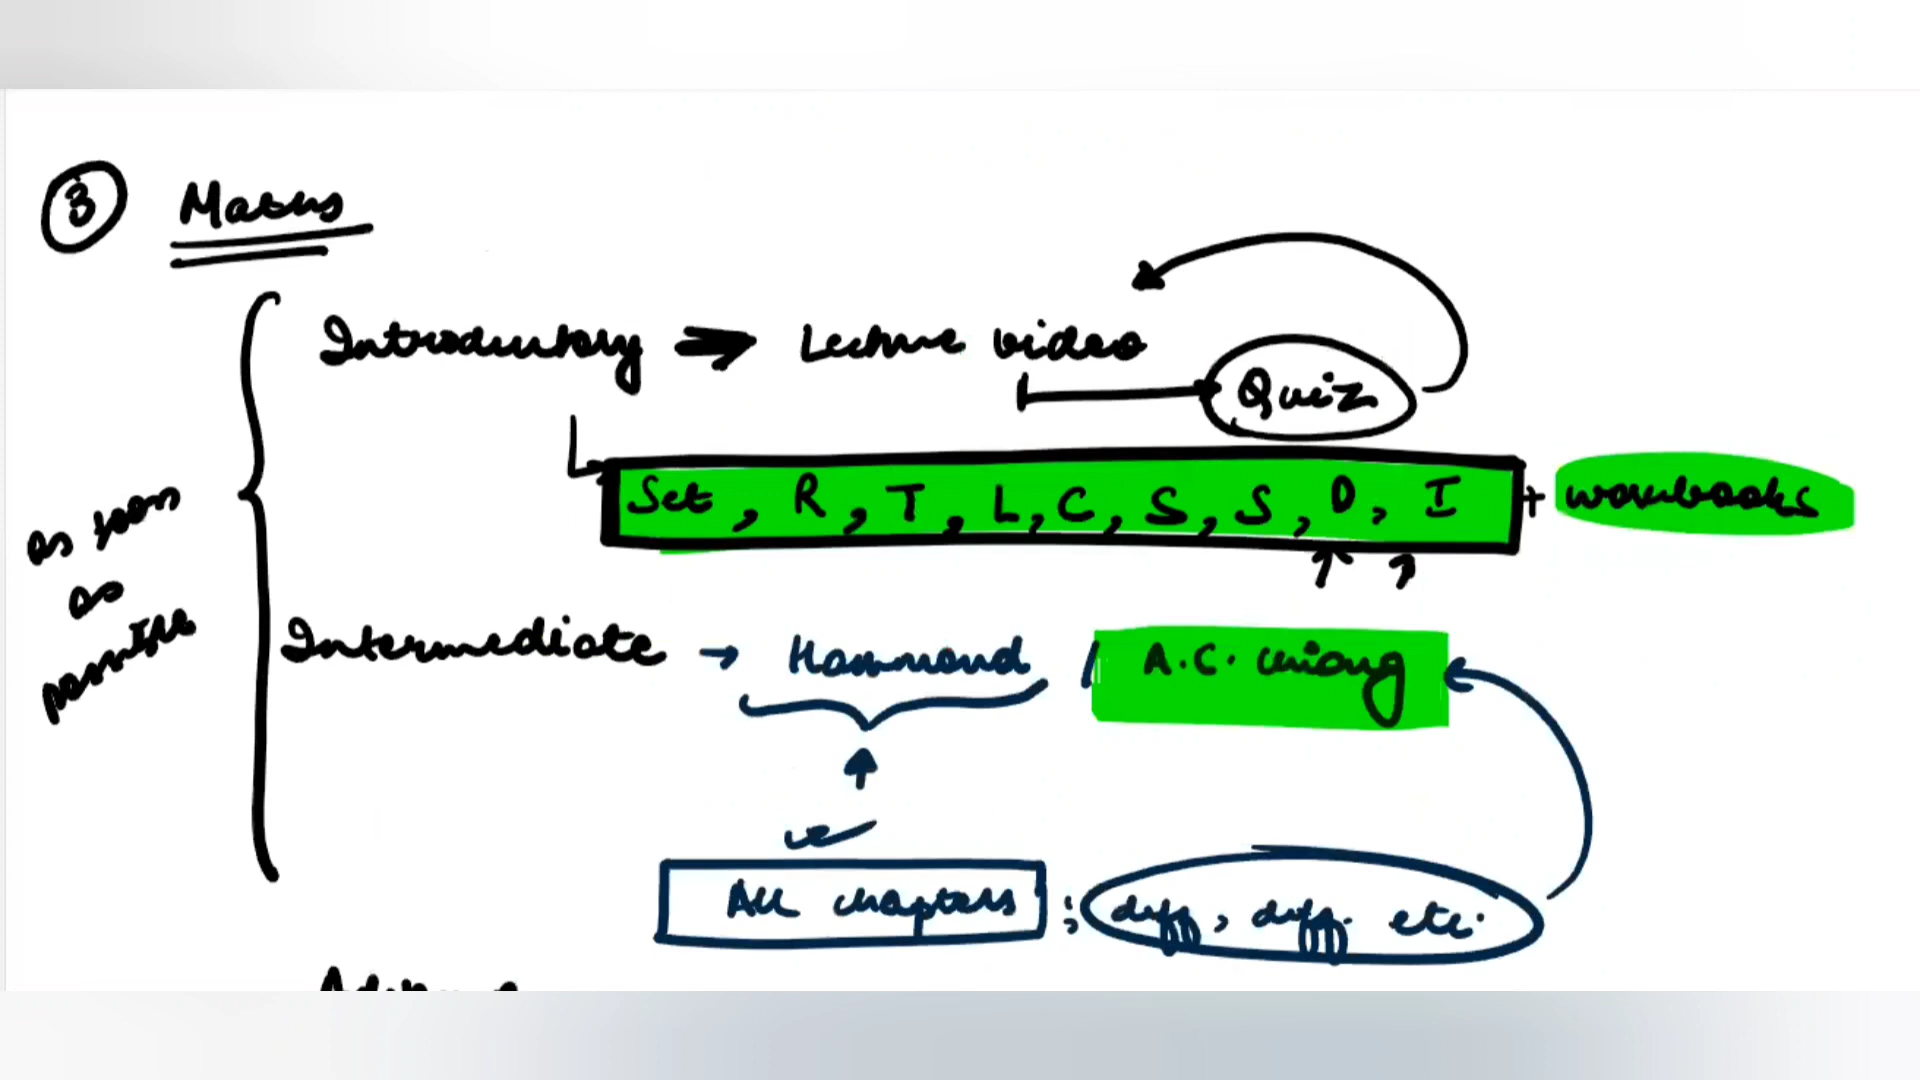 3 Maths
Introductory → Lecture video
Quiz
Set, R, T, L, C, S, S, D, I + workbooks
as soon
as
possible
Intermediate → Hammond / A.C. Chiang
All chapters ; diff, diff. etc.